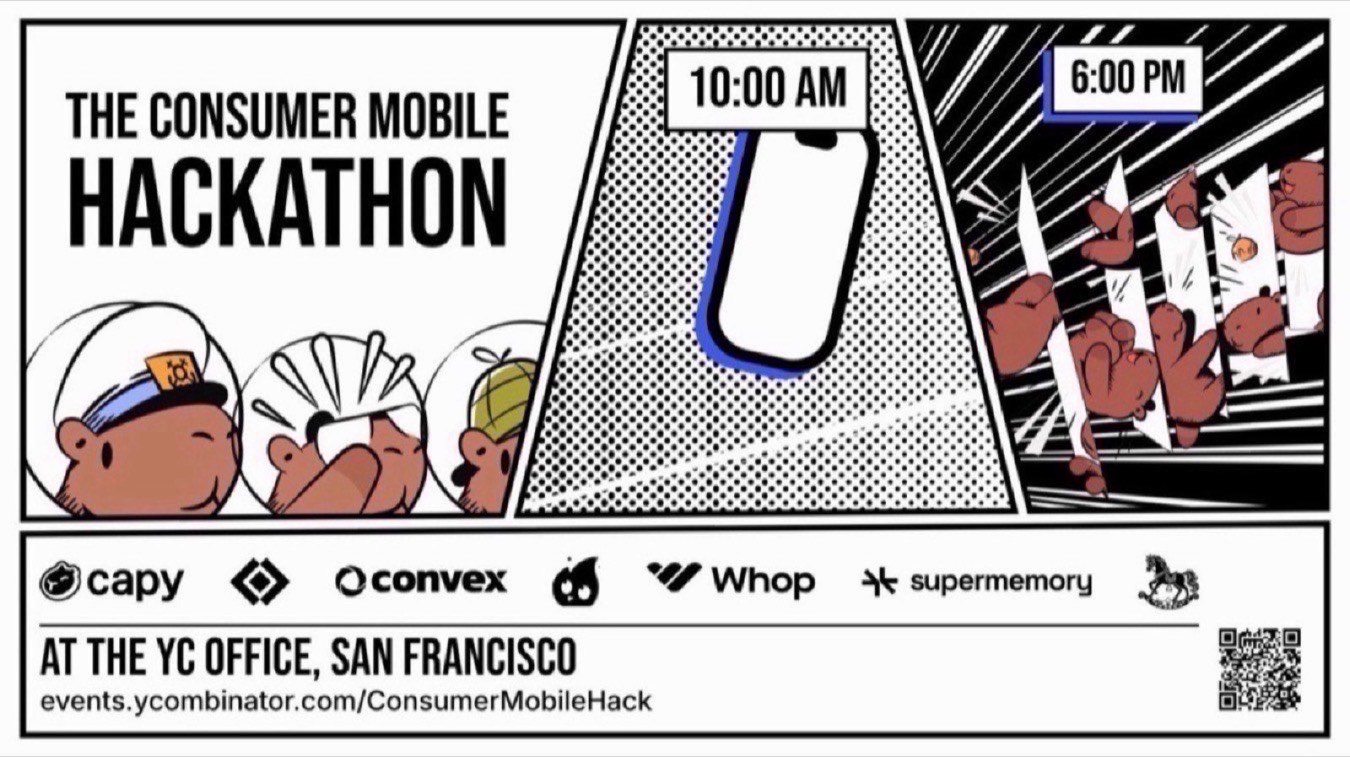 THE CONSUMER MOBILE
HACKATHON
10:00 AM
6:00 PM
capy
convex
Whop
supermemory
AT THE YC OFFICE, SAN FRANCISCO
events.ycombinator.com/ConsumerMobileHack